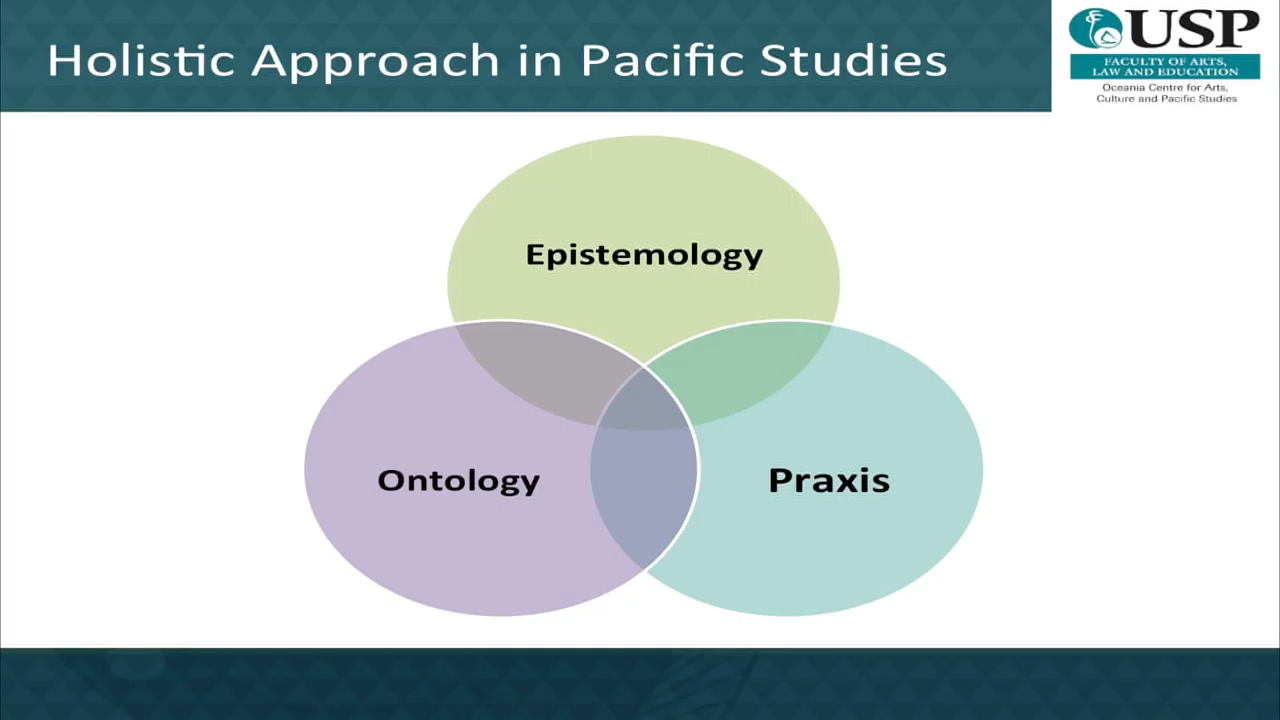 Holistic Approach in Pacific Studies
USP
FACULTY OF ARTS,
LAW AND EDUCATION
Oceania Centre for Arts,
Culture and Pacific Studies
Epistemology
Ontology
Praxis